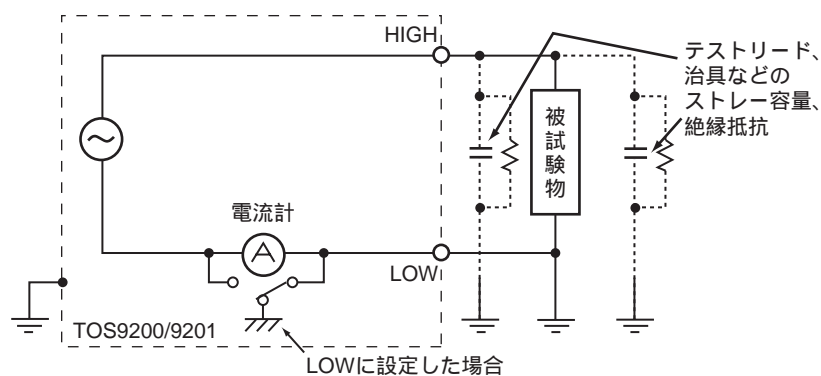 HIGH
テストリード、
治具などの
ストレー容量、
絶縁抵抗
被試験物
電流計
A
LOW
TOS9200/9201
LOWに設定した場合